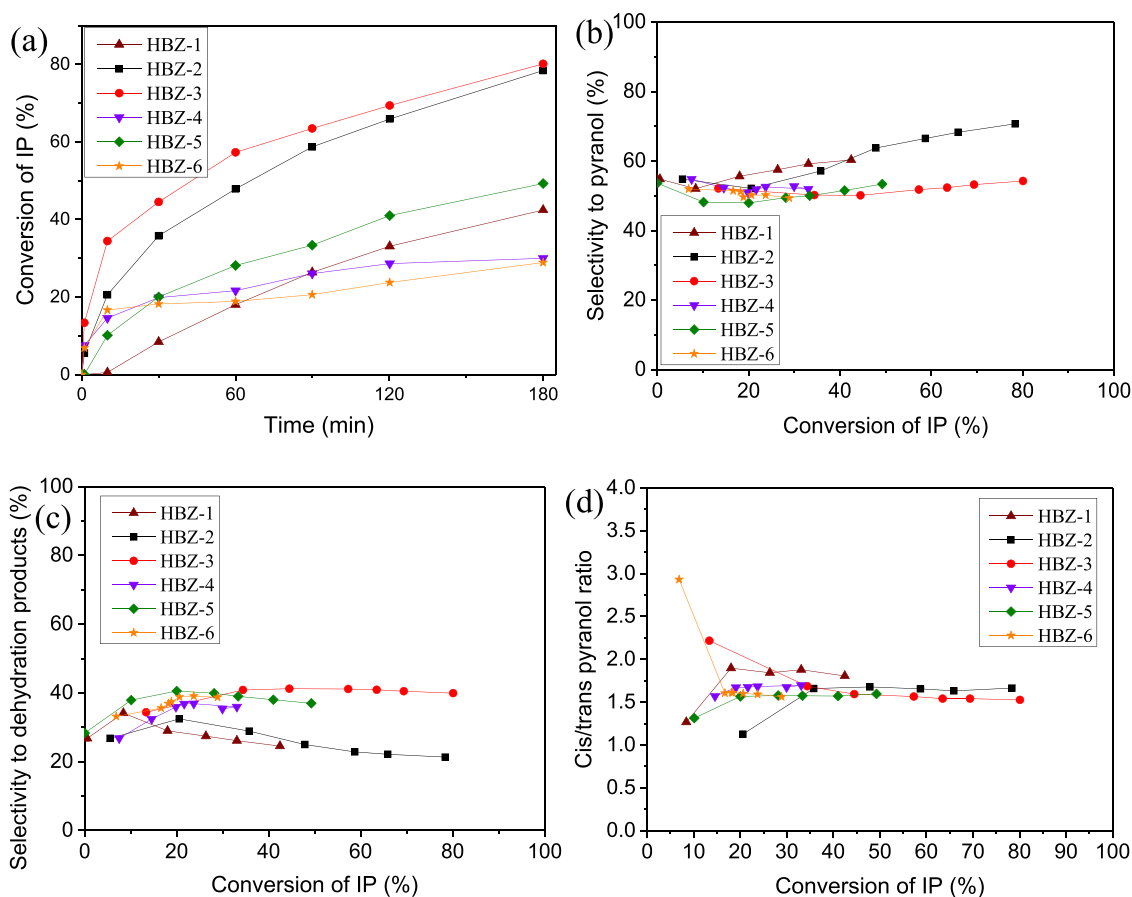 (a)
HBZ-1
HBZ-2
HBZ-3
HBZ-4
HBZ-5
HBZ-6
Conversion of IP (%)
80
60
40
20
0
0
60
120
180
Time (min)
(b)
Selectivity to pyranol (%)
100
80
60
40
20
0
HBZ-1
HBZ-2
HBZ-3
HBZ-4
HBZ-5
HBZ-6
0
20
40
60
80
100
Conversion of IP (%)
(c)
Selectivity to dehydration products (%)
100
80
60
40
20
0
HBZ-1
HBZ-2
HBZ-3
HBZ-4
HBZ-5
HBZ-6
0
20
40
60
80
100
Conversion of IP (%)
(d)
Cis/trans pyranol ratio
4.0
3.5
3.0
2.5
2.0
1.5
1.0
0.5
0.0
HBZ-1
HBZ-2
HBZ-3
HBZ-4
HBZ-5
HBZ-6
0
10
20
30
40
50
60
70
80
90
100
Conversion of IP (%)